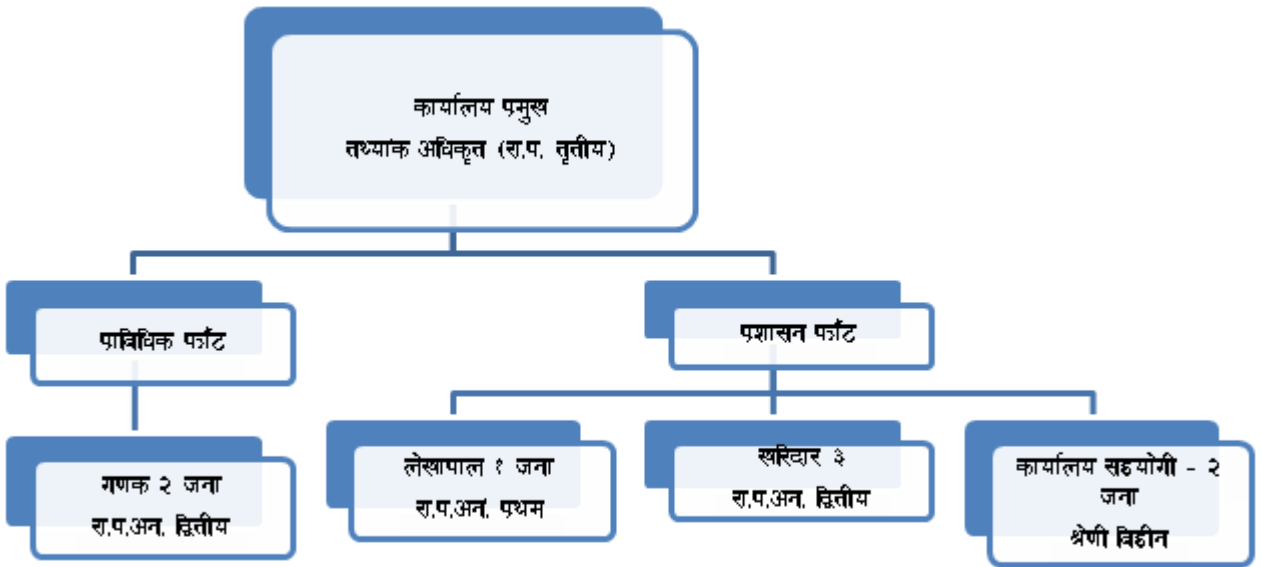 कार्यालय प्रमुख
तथ्यांक अधिकृत (रा.प. तृतीय)
प्राविधिक फाँट
प्रशासन फाँट
गणक २ जना
रा.प.अन. द्वितीय
लेखापाल १ जना
रा.प.अनं. प्रथम
खरिदार ३
रा.प.अन. द्वितीय
कार्यालय सहयोगी - २
जना
श्रेणी विहीन